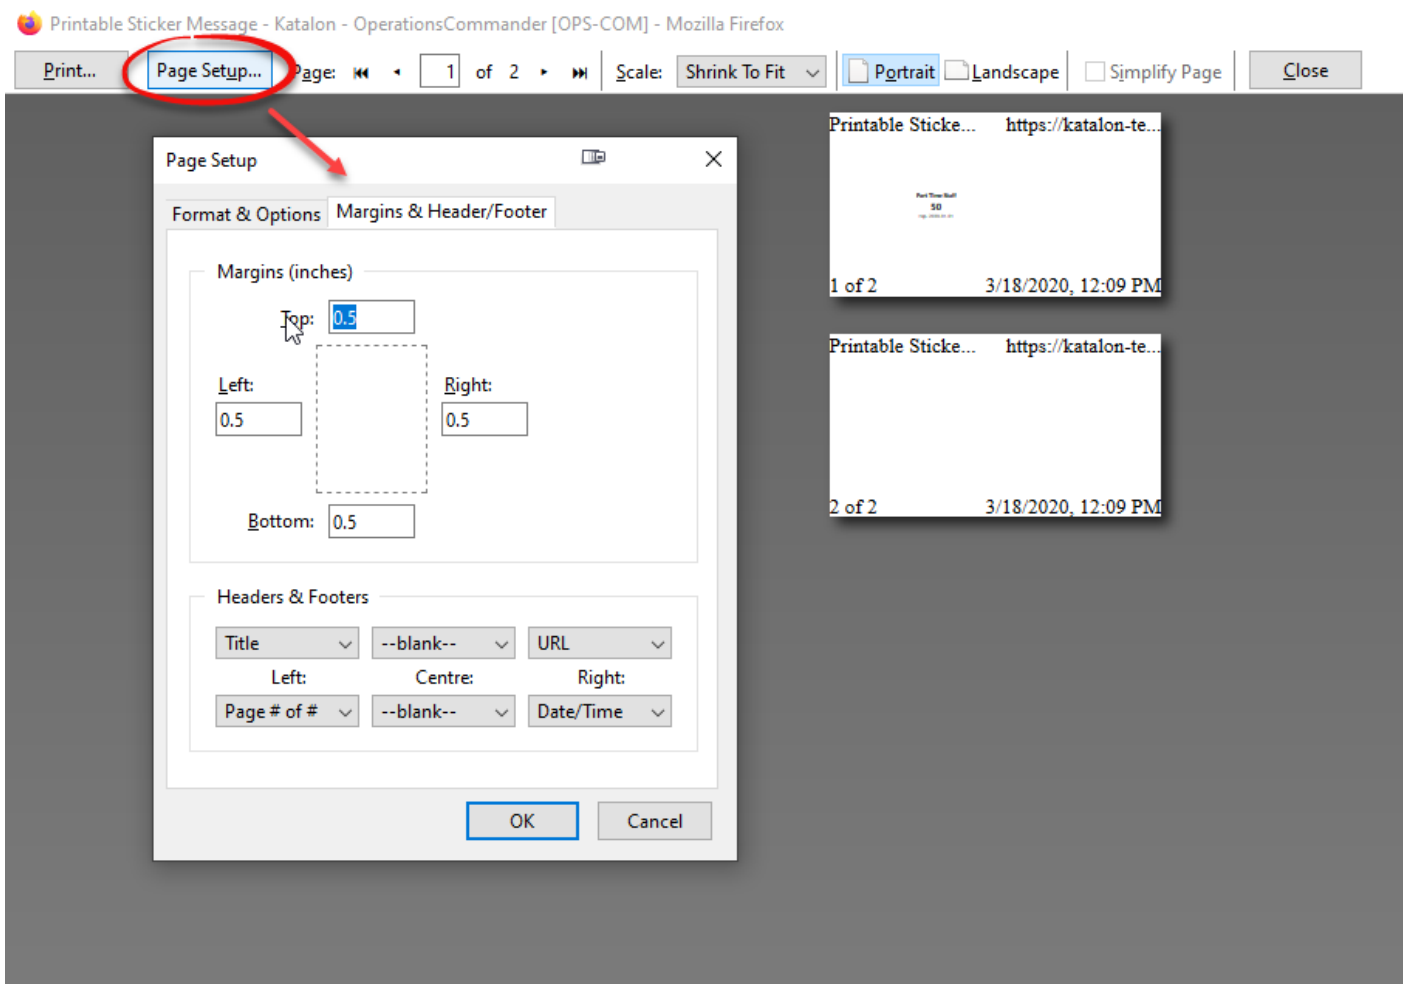 Printable Sticker Message - Katalon - OperationsCommander [OPS-COM] - Mozilla Firefox
Print... Page Setup... Page: 1 of 2 Scale: Shrink To Fit Portrait Landscape Simplify Page Close
Page Setup
Format & Options Margins & Header/Footer
Margins (inches)
Top: 0.5
Left: Right:
0.5 0.5
Bottom: 0.5
Headers & Footers
Title --blank-- URL
Left: Centre: Right:
Page # of # --blank-- Date/Time
OK Cancel
Printable Sticke... https://katalon-te...
Part Time Staff
50
1 of 2 3/18/2020, 12:09 PM
Printable Sticke... https://katalon-te...
2 of 2 3/18/2020, 12:09 PM